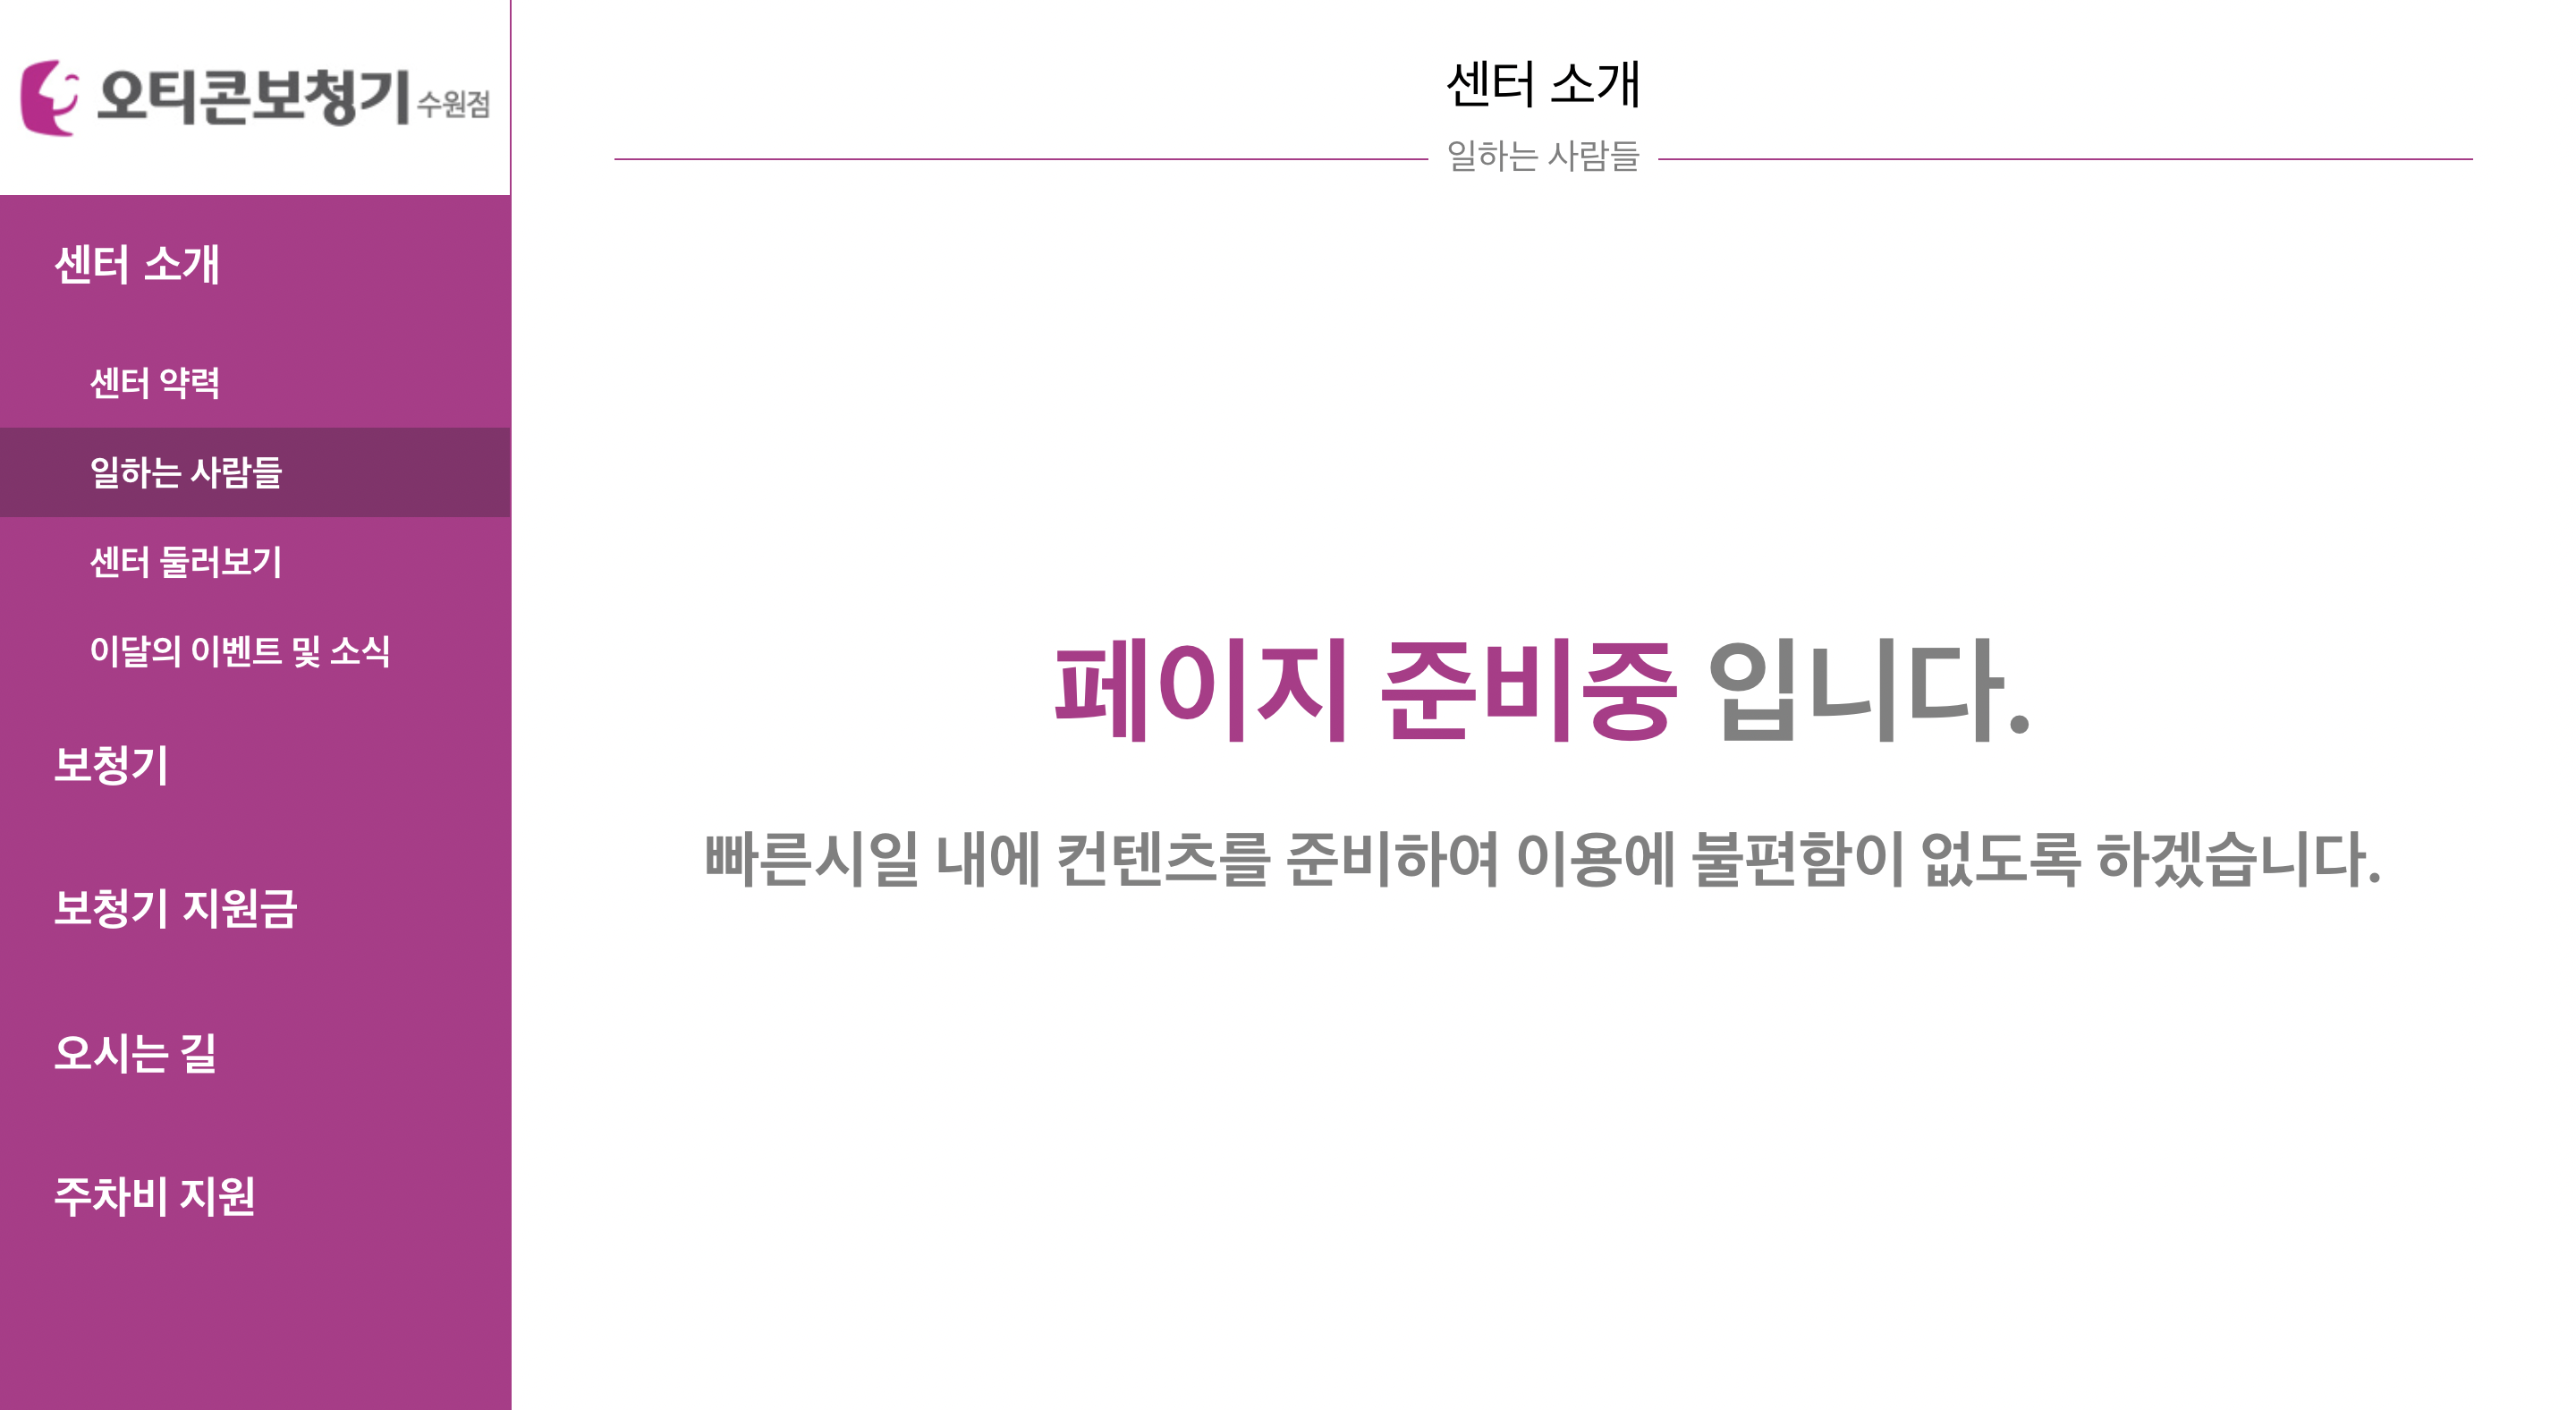 오티콘보청기 수원점
센터 소개
센터 약력
일하는 사람들
센터 둘러보기
이달의 이벤트 및 소식
보청기
보청기 지원금
오시는 길
주차비 지원
센터 소개
일하는 사람들
페이지 준비중 입니다.
빠른시일 내에 컨텐츠를 준비하여 이용에 불편함이 없도록 하겠습니다.